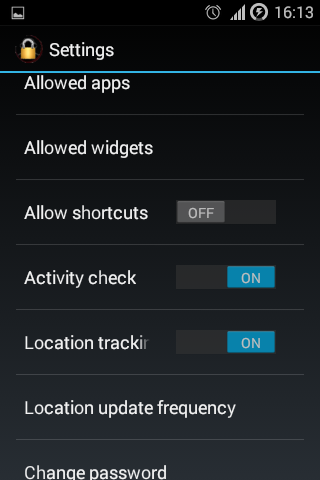 16:13
Settings
Allowed apps
Allowed widgets
Allow shortcuts OFF
Activity check ON
Location trackin ON
Location update frequency
Change password